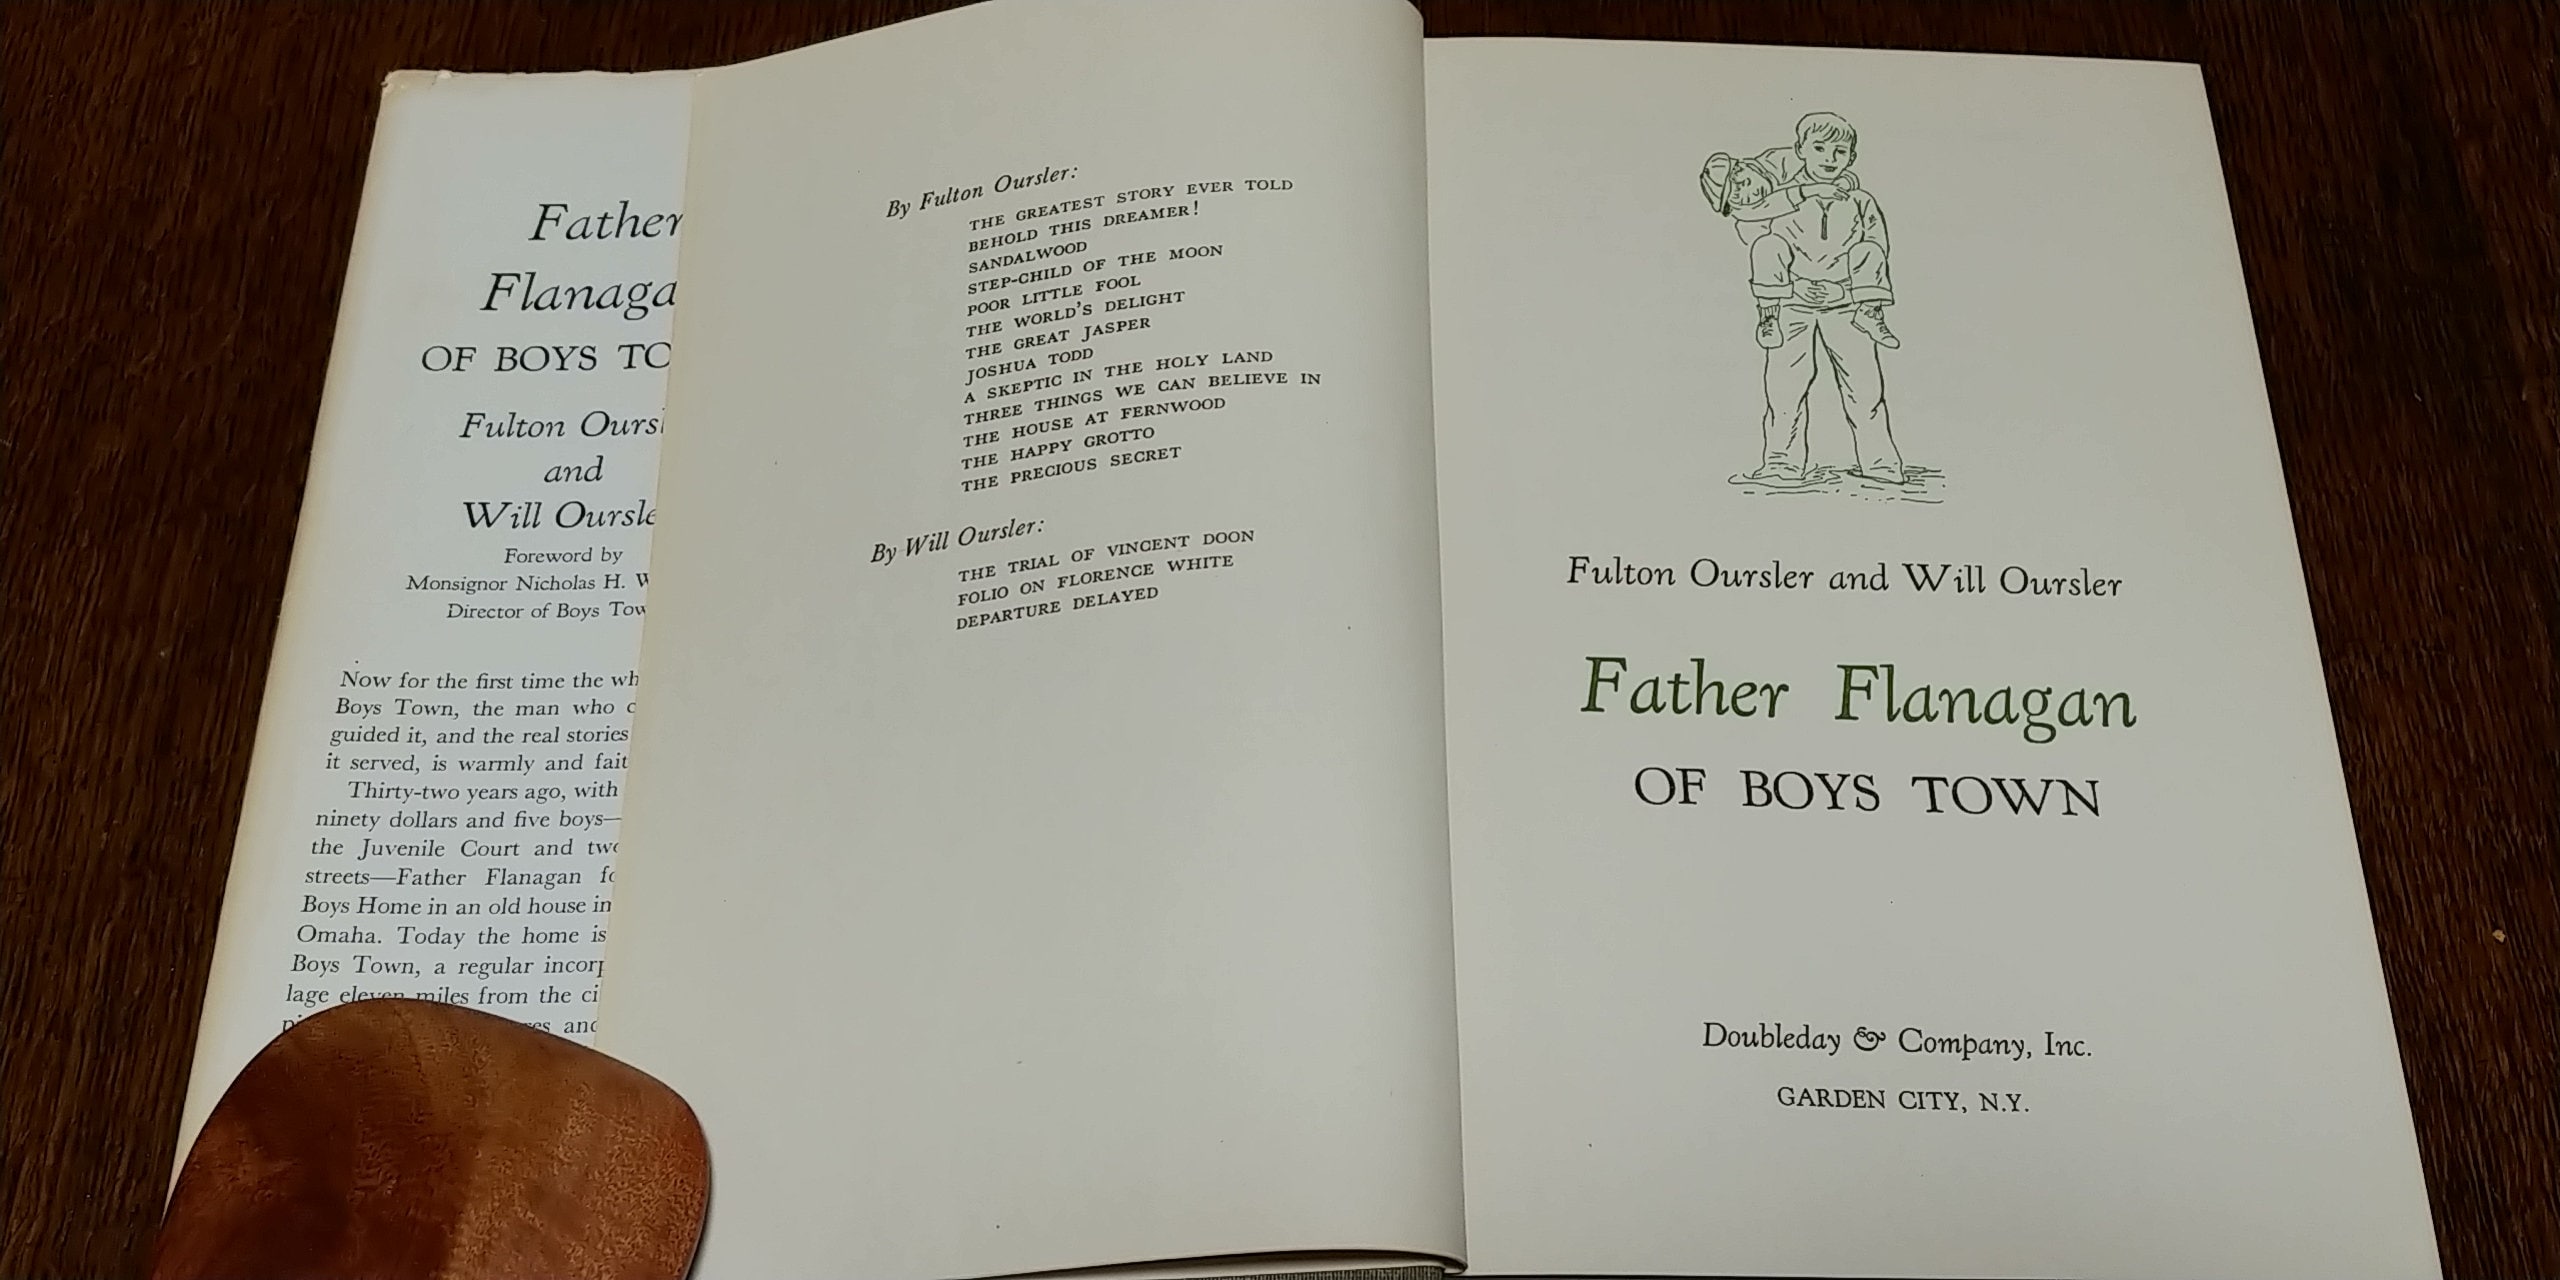 Father
Flanaga
OF BOYS TO
Fulton Oursl
and
Will Oursle
Foreword by
Monsignor Nicholas H. W
Director of Boys Tow
Now for the first time the wh
Boys Town, the man who c
guided it, and the real stories
it served, is warmly and fait
Thirty-two years ago, with
ninety dollars and five boys—
the Juvenile Court and two
streets—Father Flanagan fo
Boys Home in an old house in
Omaha. Today the home is
Boys Town, a regular incorp
lage eleven miles from the ci
and
By Fulton Oursler:
THE GREATEST STORY EVER TOLD
BEHOLD THIS DREAMER!
SANDALWOOD
STEP-CHILD OF THE MOON
POOR LITTLE FOOL
THE WORLD'S DELIGHT
THE GREAT JASPER
JOSHUA TODD
A SKEPTIC IN THE HOLY LAND
THREE THINGS WE CAN BELIEVE IN
THE HOUSE AT FERNWOOD
THE HAPPY GROTTO
THE PRECIOUS SECRET
By Will Oursler:
THE TRIAL OF VINCENT DOON
FOLIO ON FLORENCE WHITE
DEPARTURE DELAYED
Fulton Oursler and Will Oursler
Father Flanagan
OF BOYS TOWN
Doubleday & Company, Inc.
GARDEN CITY, N.Y.